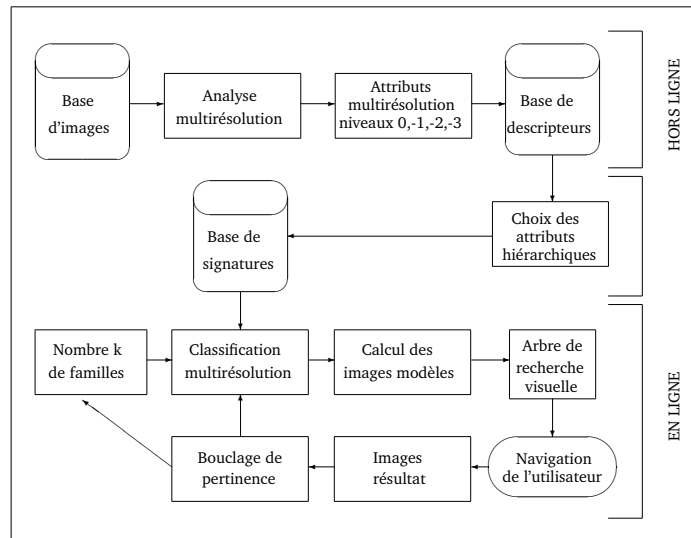 Base
d'images
Analyse
multirésolution
Attributs
multirésolution
niveaux 0,-1,-2,-3
Base de
descripteurs
HORS LIGNE
Base de
signatures
Choix des
attributs
hiérarchiques
Nombre k
de familles
Classification
multirésolution
Calcul des
images modèles
Arbre de
recherche
visuelle
EN LIGNE
Bouclage de
pertinence
Images
résultat
Navigation
de l'utilisateur